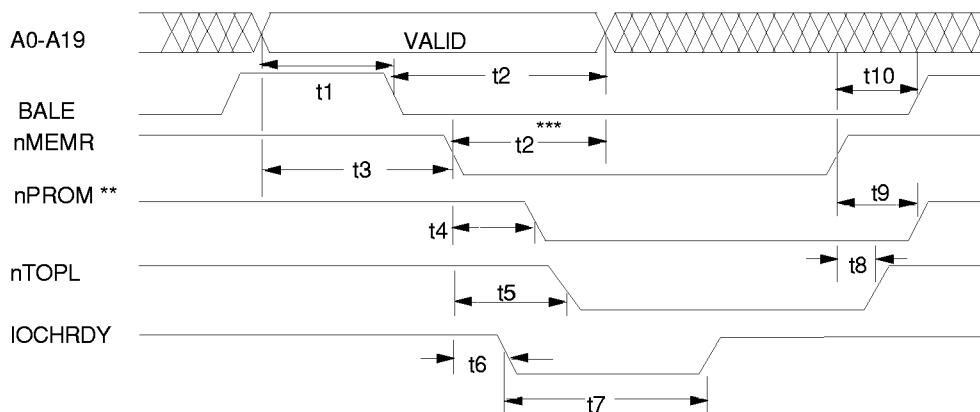 A0-A19
VALID
t1
t2
t10
BALE
nMEMR
t2 ***
t3
nPROM **
t4
t9
nTOPL
t5
t8
IOCHRDY
t6
t7